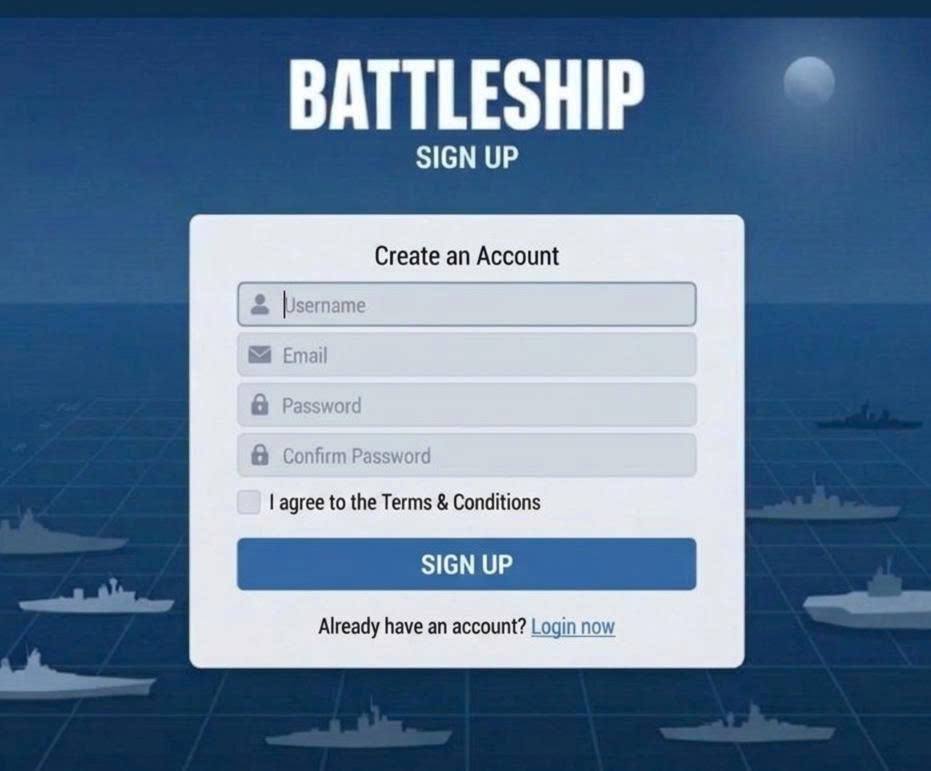 BATTLESHIP
SIGN UP
Create an Account
Username
Email
Password
Confirm Password
I agree to the Terms & Conditions
SIGN UP
Already have an account? Login now